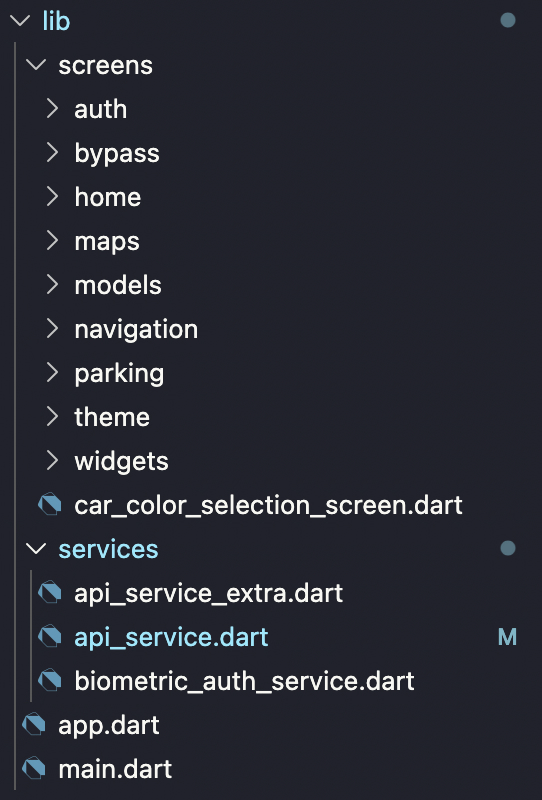 lib
screens
auth
bypass
home
maps
models
navigation
parking
theme
widgets
car_color_selection_screen.dart
services
api_service_extra.dart
api_service.dart M
biometric_auth_service.dart
app.dart
main.dart